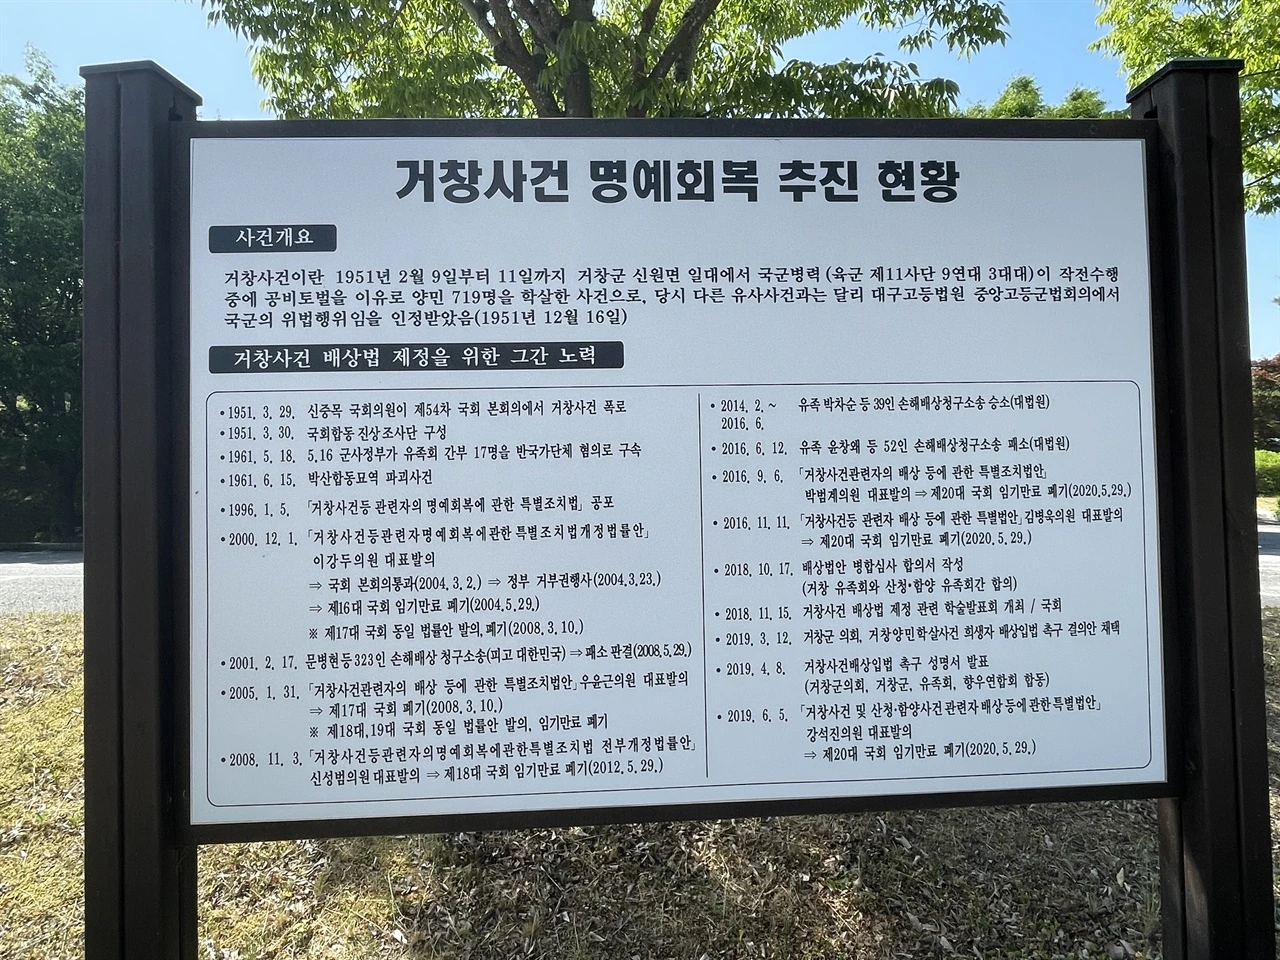 거창사건 명예회복 추진 현황
사건개요
거창사건이란 1951년 2월 9일부터 11일까지 거창군 신원면 일대에서 국군병력(육군 제11사단 9연대 3대대)이 작전수행
중에 공비토벌을 이유로 양민 719명을 학살한 사건으로, 당시 다른 유사사건과는 달리 대구고등법원 중앙고등군법회의에서
국군의 위법행위임을 인정받았음(1951년 12월 16일)
거창사건 배상법 제정을 위한 그간 노력
• 1951. 3. 29. 신중목 국회의원이 제54차 국회 본회의에서 거창사건 폭로
• 1951. 3. 30. 국회합동진상조사단 구성
• 1961. 5. 18. 5.16 군사정부가 유족회 간부 17명을 반국가단체 혐의로 구속
• 1961. 6. 15. 박산합동묘역 파괴사건
• 1996. 1. 5. 「거창사건등 관련자의 명예회복에 관한 특별조치법」 공포
• 2000. 12. 1. 「거창사건등관련자명예회복에관한특별조치법개정법률안」
이강두의원 대표발의
⇒ 국회 본회의통과(2004.3.2.) ⇒ 정부 거부권행사(2004.3.23.)
⇒ 제16대 국회 임기만료 폐기(2004.5.29.)
※ 제17대 국회 동일 법률안 발의,폐기(2008.3.10.)
• 2001. 2. 17. 문병현등323인 손해배상 청구소송(피고 대한민국) ⇒ 패소 판결(2008.5.29.)
• 2005. 1. 31. 「거창사건관련자의 배상 등에 관한 특별조치법안」우윤근의원 대표발의
⇒ 제17대 국회 폐기(2008.3.10.)
※ 제18대,19대 국회 동일 법률안 발의, 임기만료 폐기
• 2008. 11. 3. 「거창사건등관련자의명예회복에관한특별조치법 전부개정법률안」
신성범의원대표발의 ⇒ 제18대 국회 임기만료 폐기(2012.5.29.)
• 2014. 2. ~ 유족 박차순 등 39인 손해배상청구소송 승소(대법원)
2016. 6.
• 2016. 6. 12. 유족 윤창왜 등 52인 손해배상청구소송 패소(대법원)
• 2016. 9. 6. 「거창사건관련자의 배상 등에 관한 특별조치법안」
박범계의원 대표발의 ⇒ 제20대 국회 임기만료 폐기(2020.5.29.)
• 2016. 11. 11. 「거창사건등 관련자 배상 등에 관한 특별법안」김병욱의원 대표발의
⇒ 제20대 국회 임기만료 폐기(2020.5.29.)
• 2018. 10. 17. 배상법안 병합심사 합의서 작성
(거창 유족회와 산청•함양 유족회간 합의)
• 2018. 11. 15. 거창사건 배상법 제정 관련 학술발표회 개최 / 국회
• 2019. 3. 12. 거창군 의회, 거창양민학살사건 희생자 배상입법 촉구 결의안 채택
• 2019. 4. 8. 거창사건배상입법 촉구 성명서 발표
(거창군의회, 거창군, 유족회, 향우연합회 합동)
• 2019. 6. 5. 「거창사건 및 산청•함양사건관련자배상등에관한특별법안」
강석진의원 대표발의
⇒ 제20대 국회 임기만료 폐기(2020.5.29.)